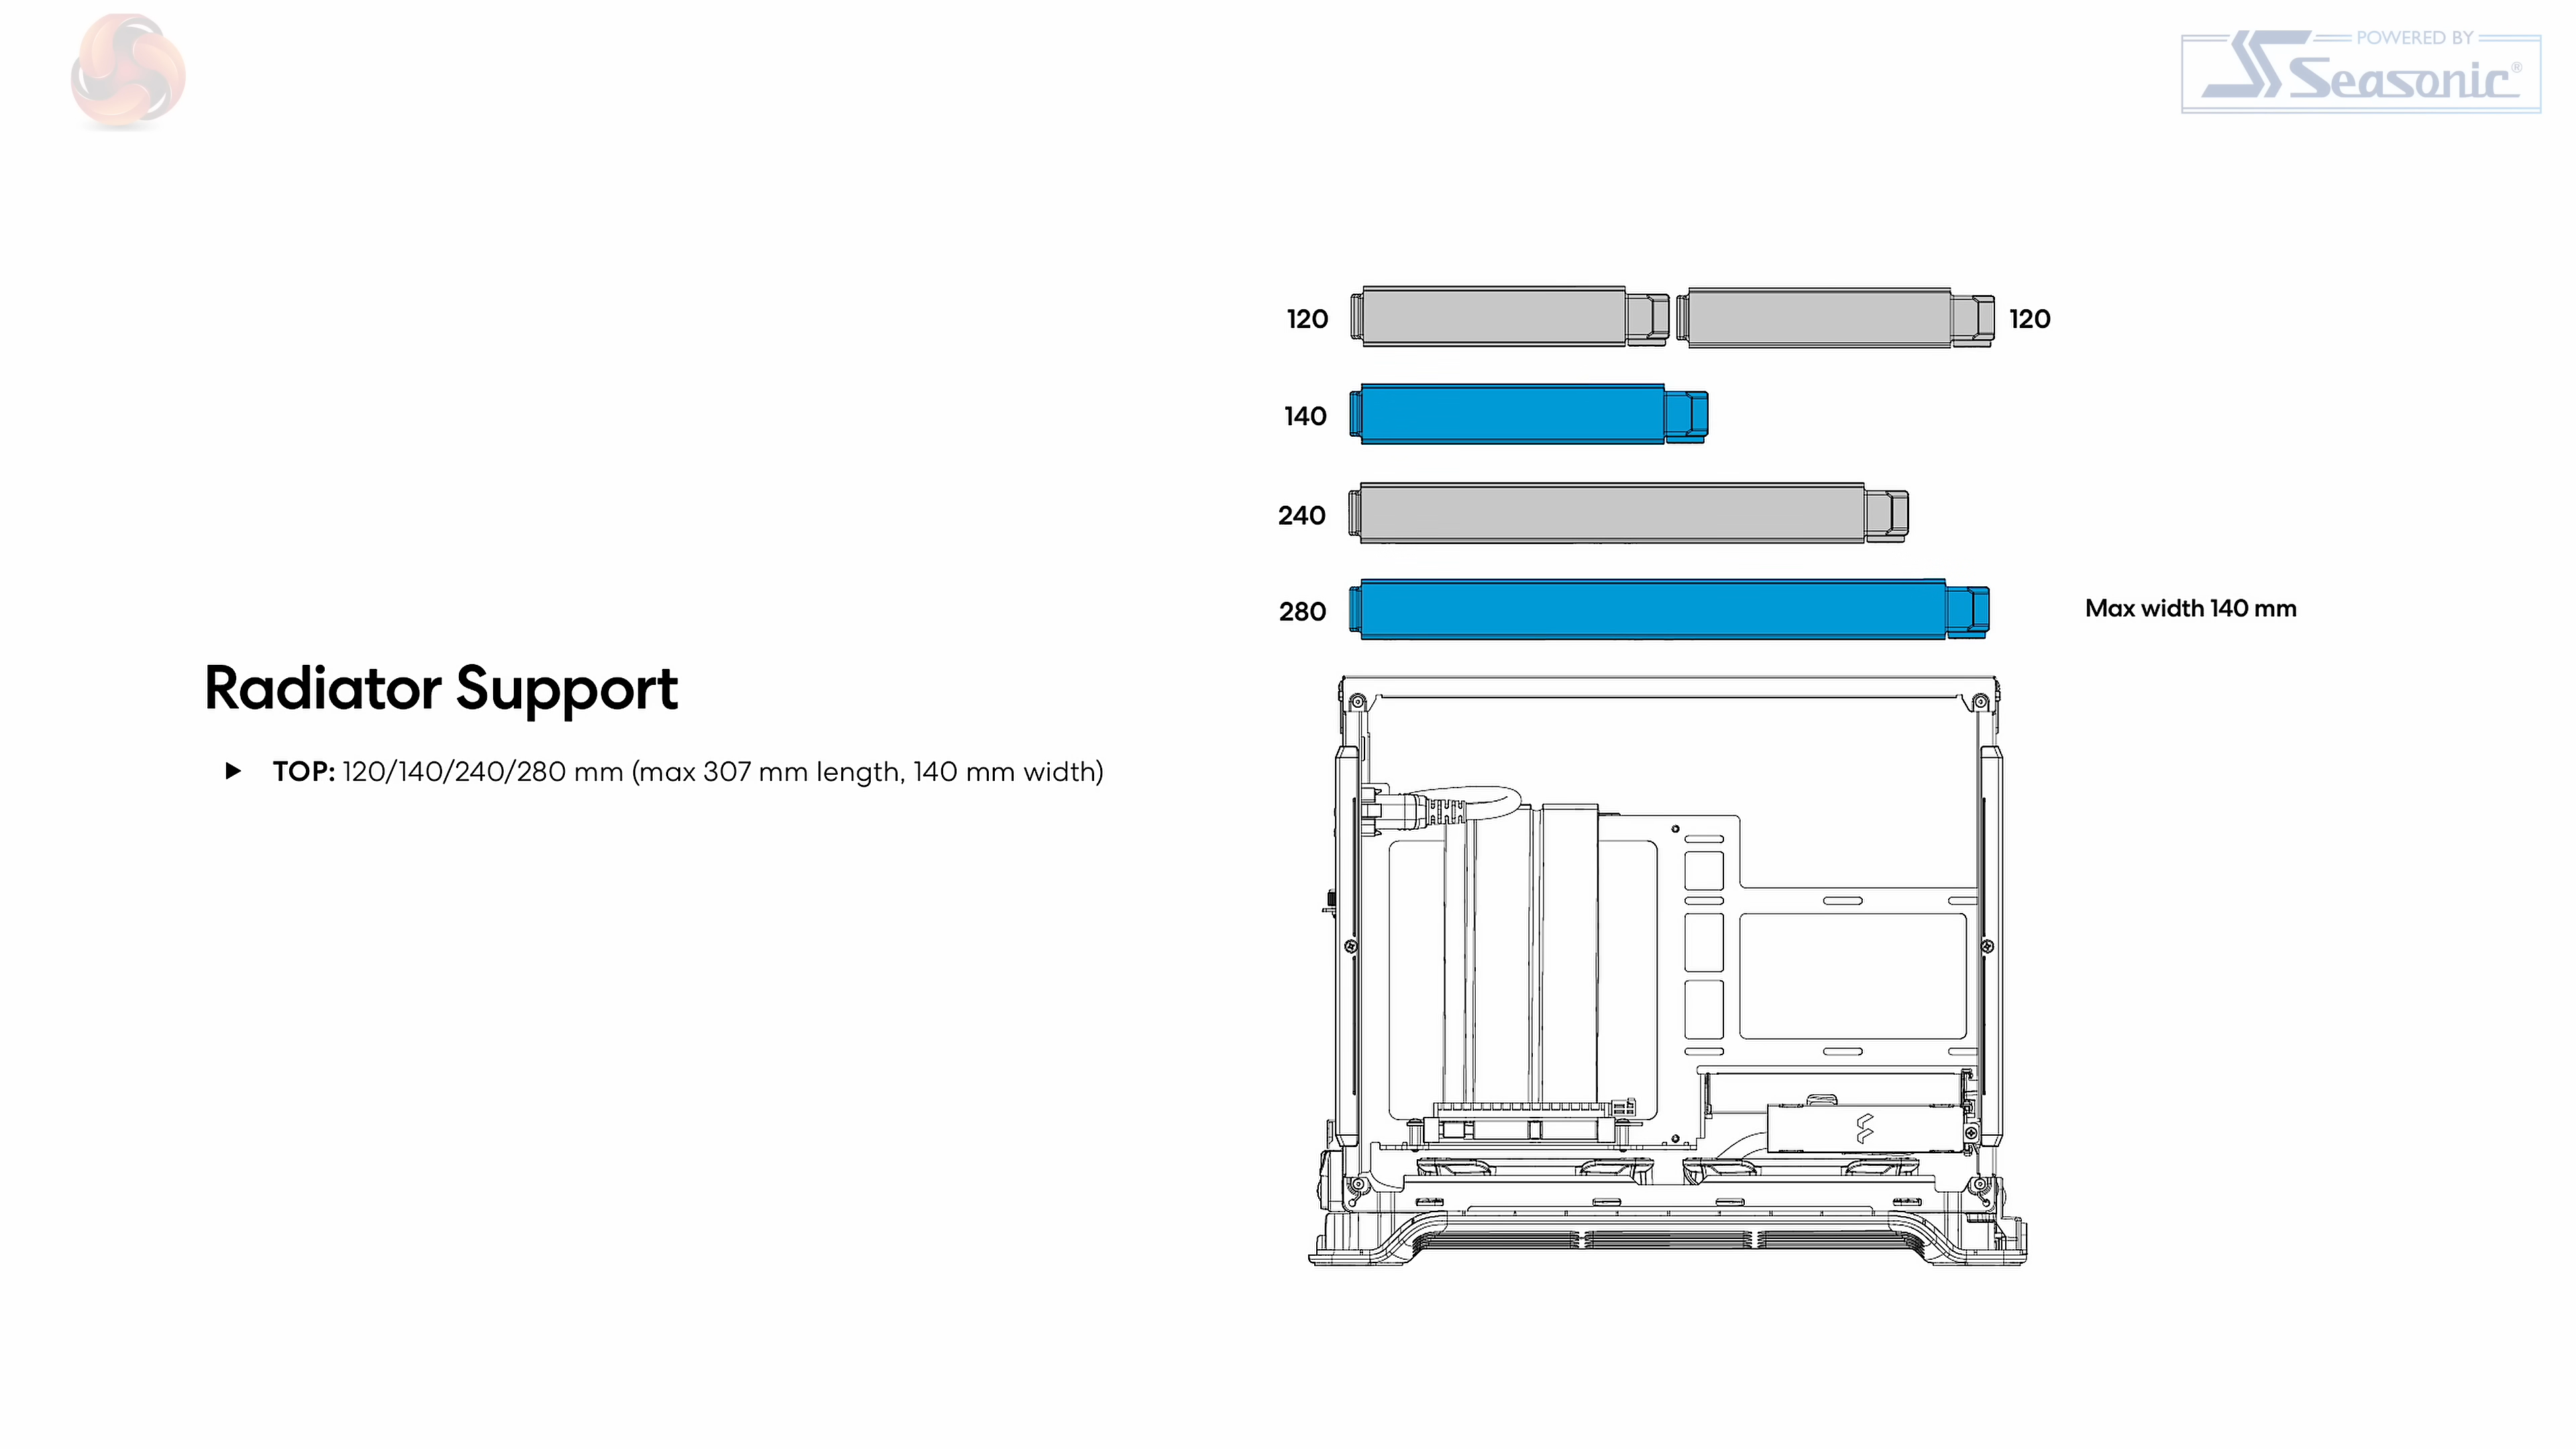 POWERED BY
Seasonic®
120
120
140
240
280
Max width 140 mm
Radiator Support
TOP: 120/140/240/280 mm (max 307 mm length, 140 mm width)